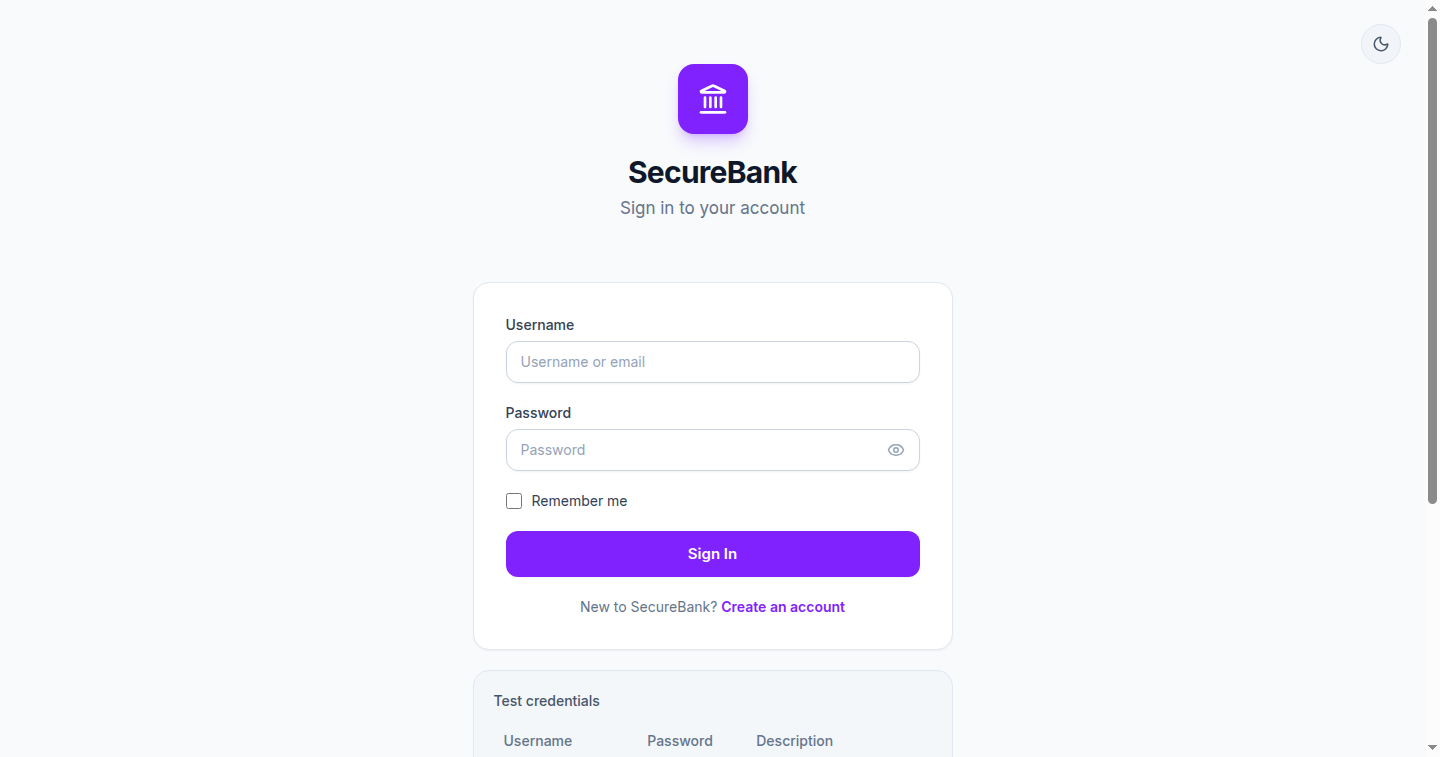 SecureBank
Sign in to your account
Username
Username or email
Password
Password
Remember me
Sign In
New to SecureBank? Create an account
Test credentials
Username Password Description